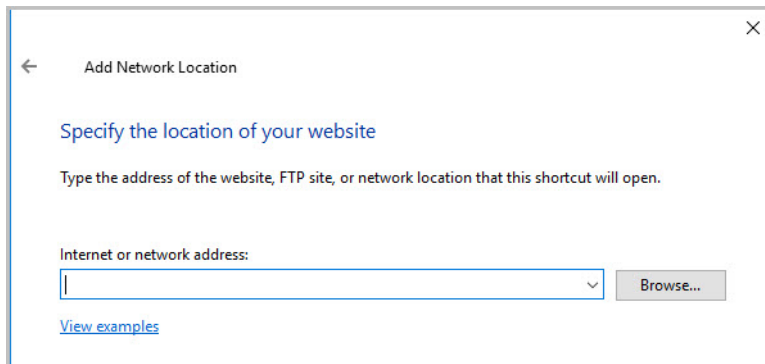 Add Network Location
Specify the location of your website
Type the address of the website, FTP site, or network location that this shortcut will open.
Internet or network address:
Browse...
View examples